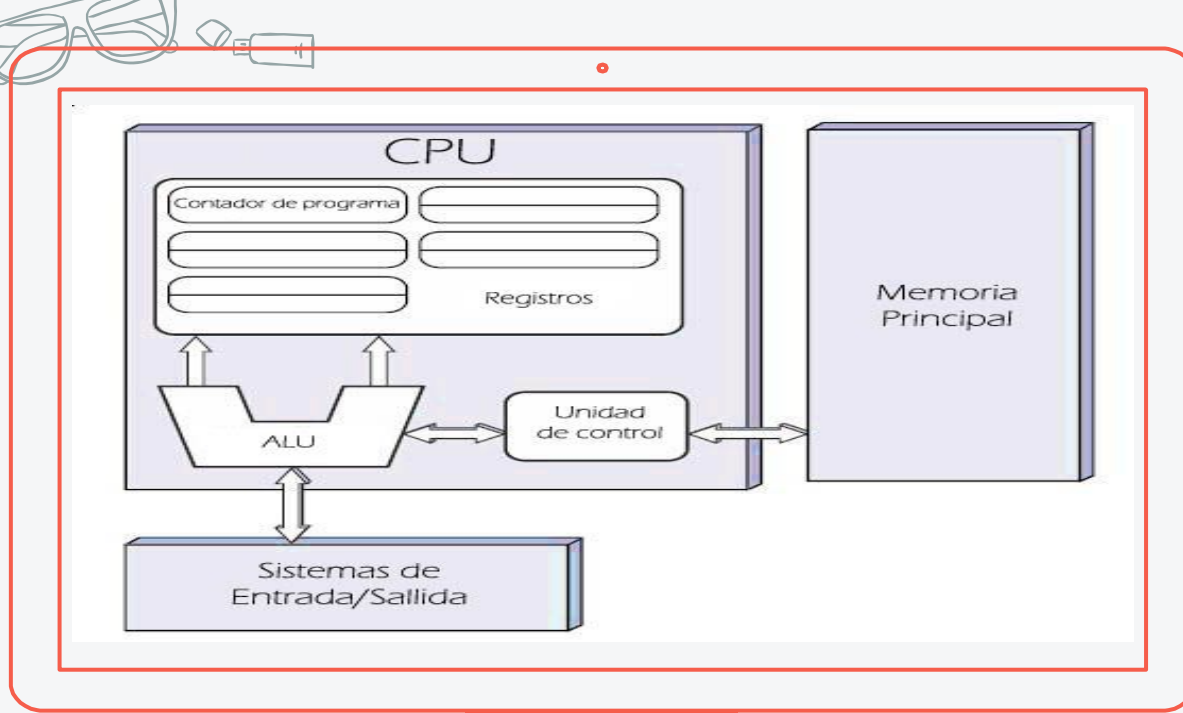 CPU
Contador de programa
Registros
ALU
Unidad
de control
Memoria
Principal
Sistemas de
Entrada/Sallida